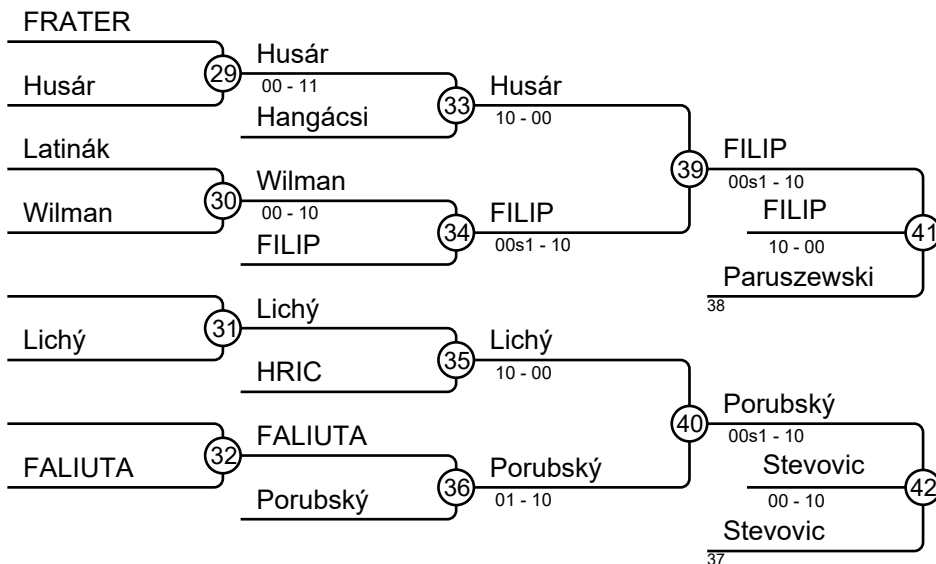 FRATER
Husár
29
Husár
00 - 11
Hangácsi
33
Husár
10 - 00
Latinák
Wilman
30
Wilman
00 - 10
FILIP
34
FILIP
00s1 - 10
39
FILIP
00s1 - 10
FILIP
10 - 00
41
Paruszewski
38
Lichý
31
Lichý
HRIC
35
Lichý
10 - 00
FALIUTA
32
FALIUTA
Porubský
36
Porubský
01 - 10
40
Porubský
00s1 - 10
Stevovic
00 - 10
42
Stevovic
37